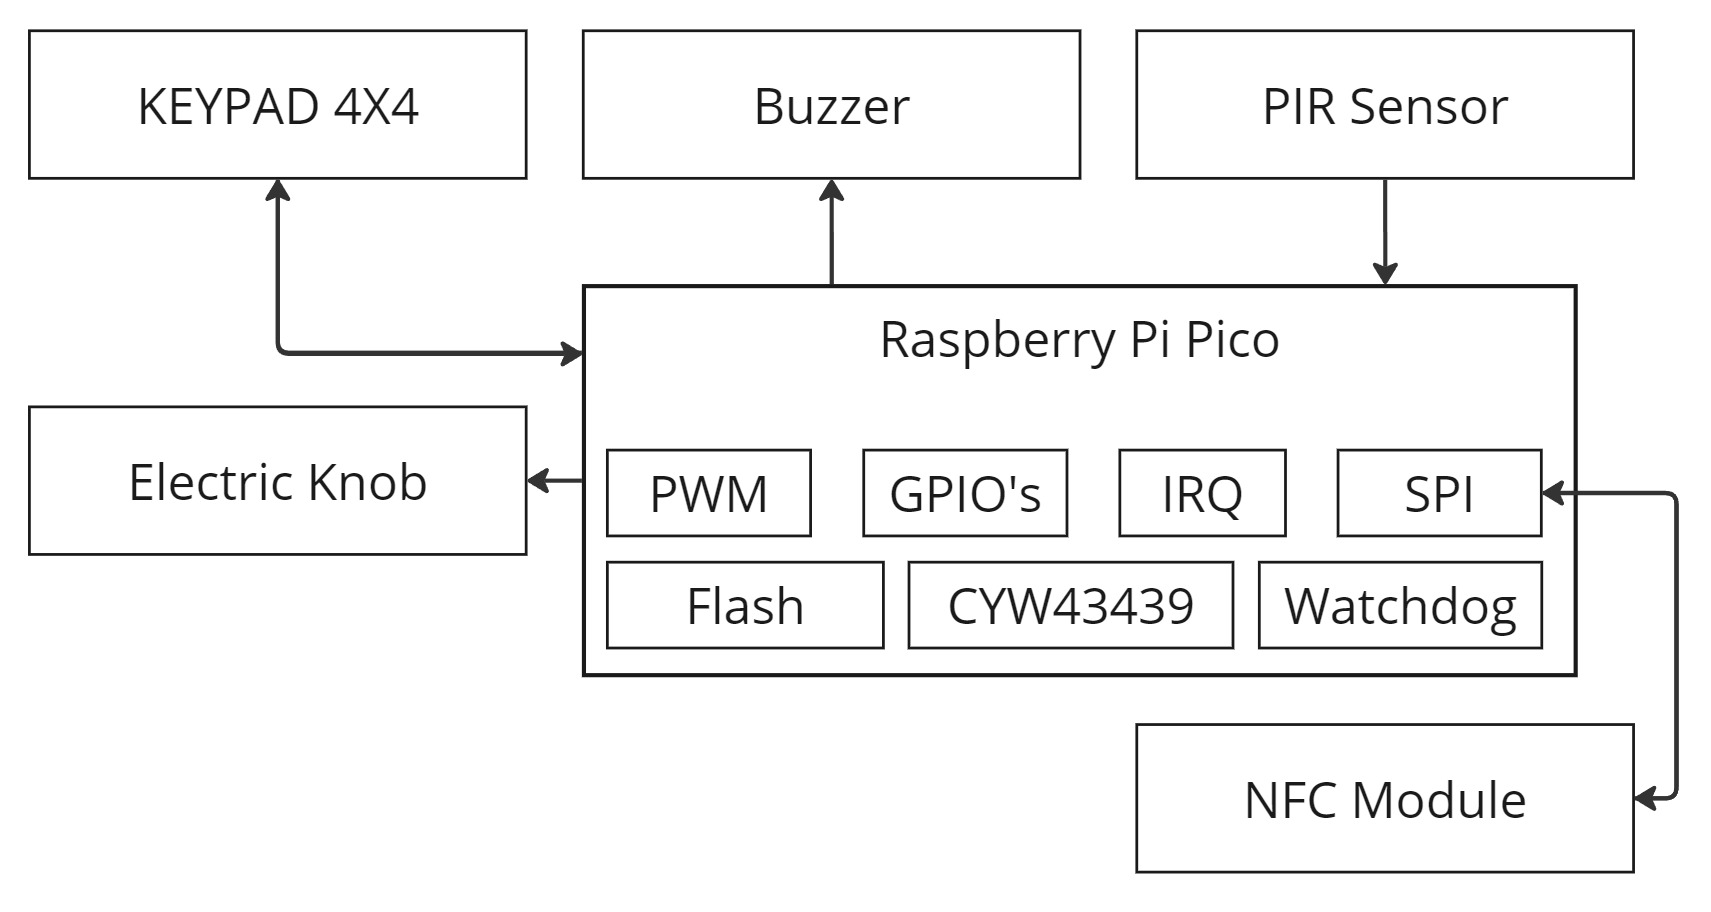 KEYPAD 4X4
Buzzer
PIR Sensor
Raspberry Pi Pico
Electric Knob
PWM
GPIO's
IRQ
SPI
Flash
CYW43439
Watchdog
NFC Module